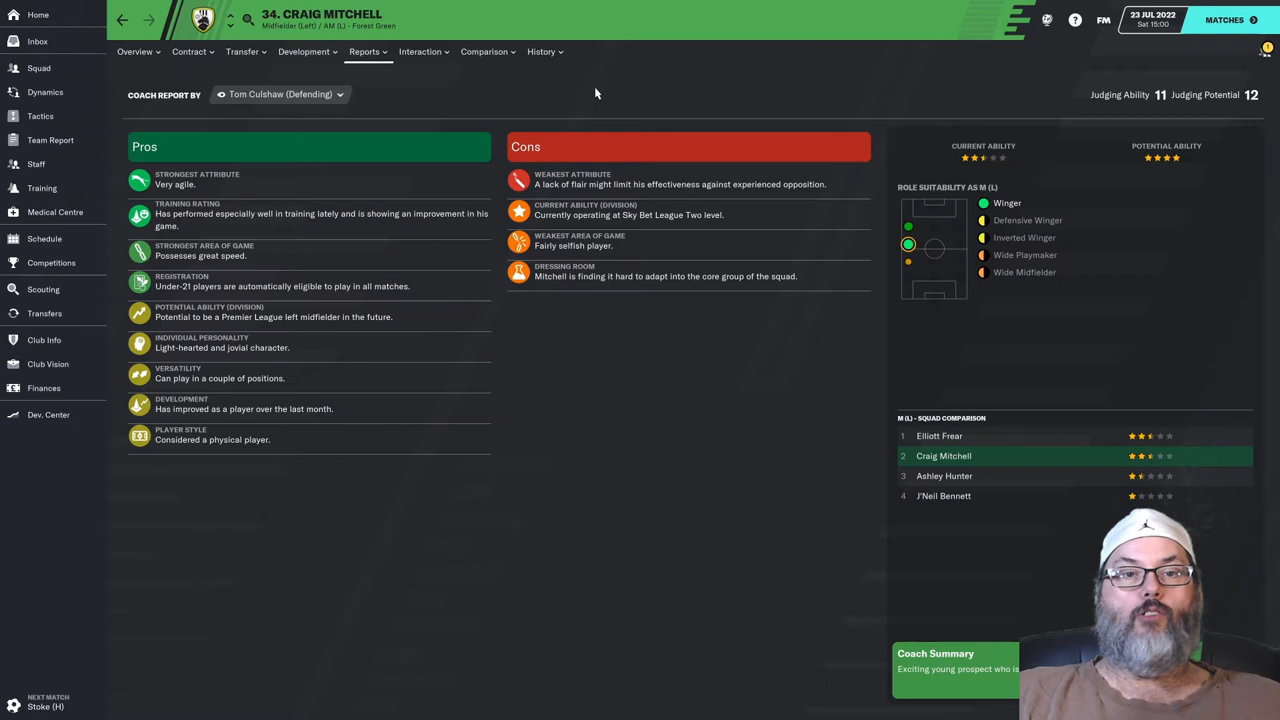 Home
Inbox
Squad
Dynamics
Tactics
Team Report
Staff
Training
Medical Centre
Schedule
Competitions
Scouting
Transfers
Club Info
Club Vision
Finances
Dev. Center
NEXT MATCH
Stoke (H)
34. CRAIG MITCHELL
Midfielder (Left) / AM (L) - Forest Green
FM
23 JUL 2022
Sat 15:00
MATCHES
Overview
Contract
Transfer
Development
Reports
Interaction
Comparison
History
1
COACH REPORT BY
Tom Culshaw (Defending)
Judging Ability 11 Judging Potential 12
Pros
STRONGEST ATTRIBUTE
Very agile.
TRAINING RATING
Has performed especially well in training lately and is showing an improvement in his
game.
STRONGEST AREA OF GAME
Possesses great speed.
REGISTRATION
Under-21 players are automatically eligible to play in all matches.
POTENTIAL ABILITY (DIVISION)
Potential to be a Premier League left midfielder in the future.
INDIVIDUAL PERSONALITY
Light-hearted and jovial character.
VERSATILITY
Can play in a couple of positions.
DEVELOPMENT
Has improved as a player over the last month.
PLAYER STYLE
Considered a physical player.
Cons
WEAKEST ATTRIBUTE
A lack of flair might limit his effectiveness against experienced opposition.
CURRENT ABILITY (DIVISION)
Currently operating at Sky Bet League Two level.
WEAKEST AREA OF GAME
Fairly selfish player.
DRESSING ROOM
Mitchell is finding it hard to adapt into the core group of the squad.
CURRENT ABILITY
POTENTIAL ABILITY
ROLE SUITABILITY AS M (L)
Winger
Defensive Winger
Inverted Winger
Wide Playmaker
Wide Midfielder
M (L) - SQUAD COMPARISON
1 Elliott Frear
2 Craig Mitchell
3 Ashley Hunter
4 J'Neil Bennett
Coach Summary
Exciting young prospect who is